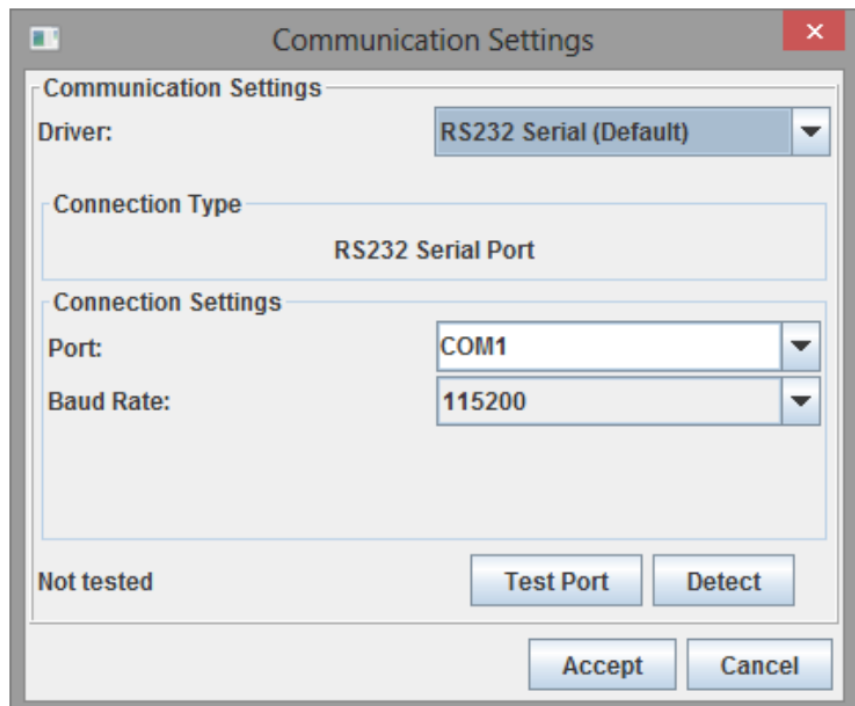 Communication Settings
Communication Settings
Driver: RS232 Serial (Default)
Connection Type
RS232 Serial Port
Connection Settings
Port: COM1
Baud Rate: 115200
Not tested Test Port Detect
Accept Cancel